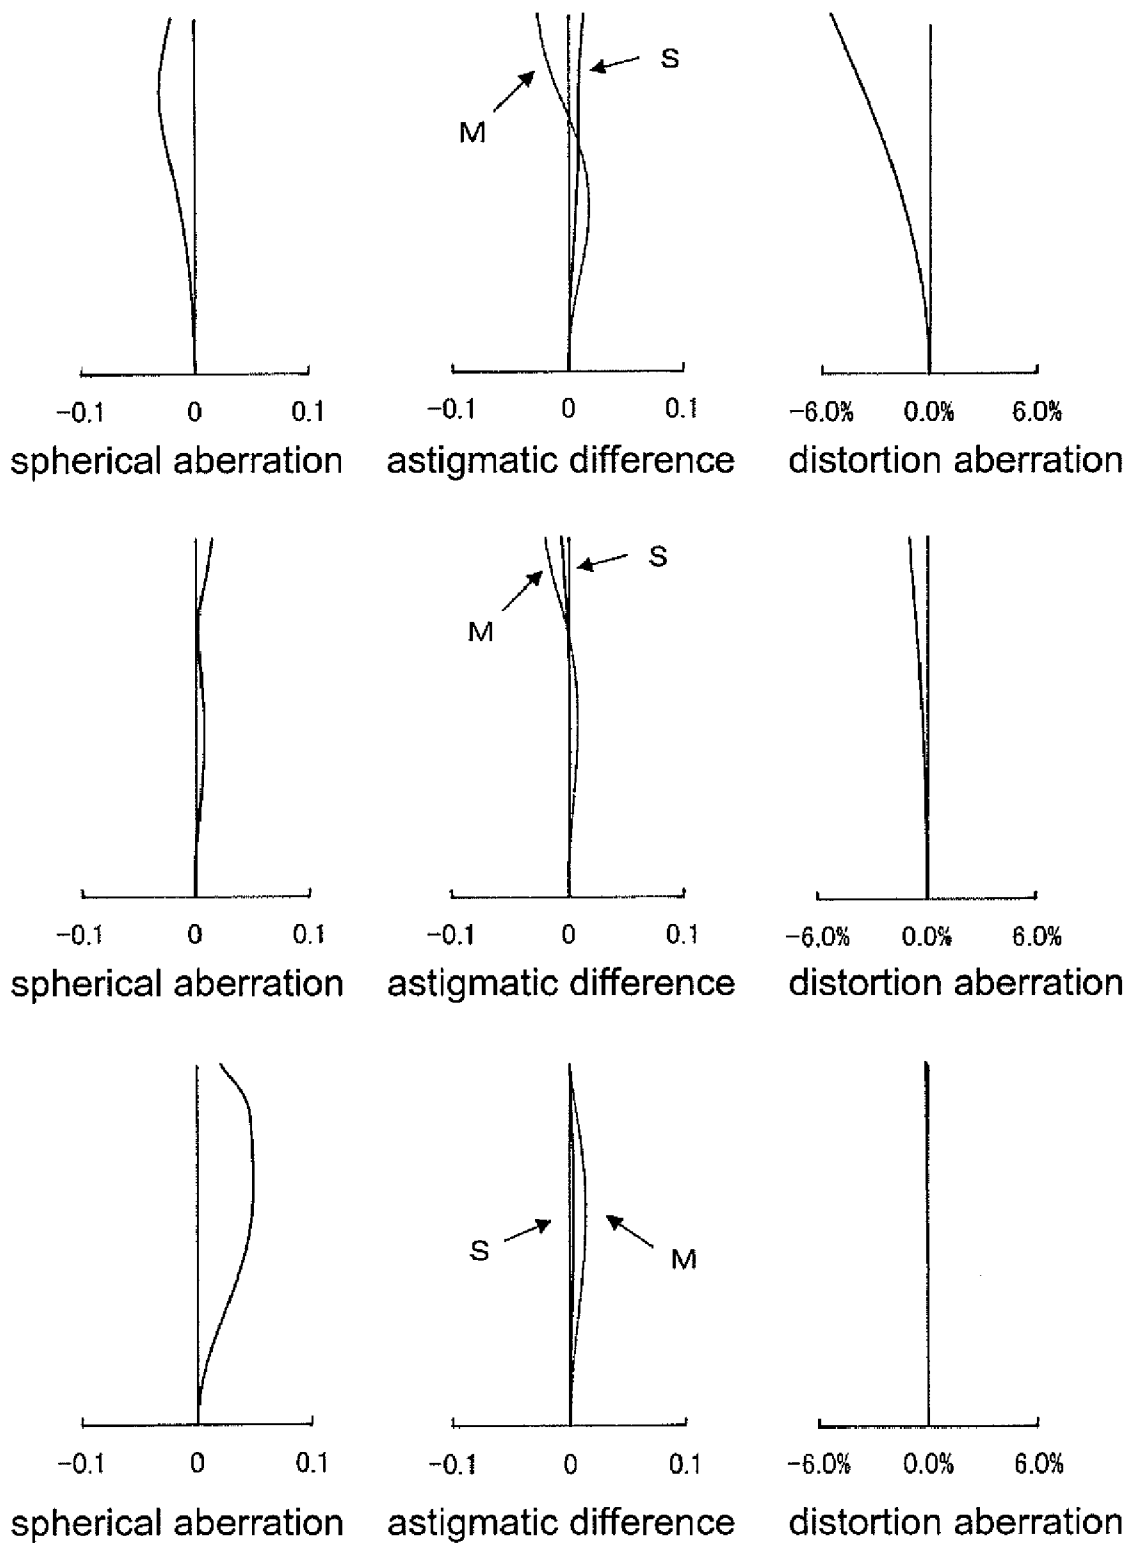 S
M
−0.1 0 0.1 −0.1 0 0.1 −6.0% 0.0% 6.0%
spherical aberration astigmatic difference distortion aberration
S
M
−0.1 0 0.1 −0.1 0 0.1 −6.0% 0.0% 6.0%
spherical aberration astigmatic difference distortion aberration
S
M
−0.1 0 0.1 −0.1 0 0.1 −6.0% 0.0% 6.0%
spherical aberration astigmatic difference distortion aberration